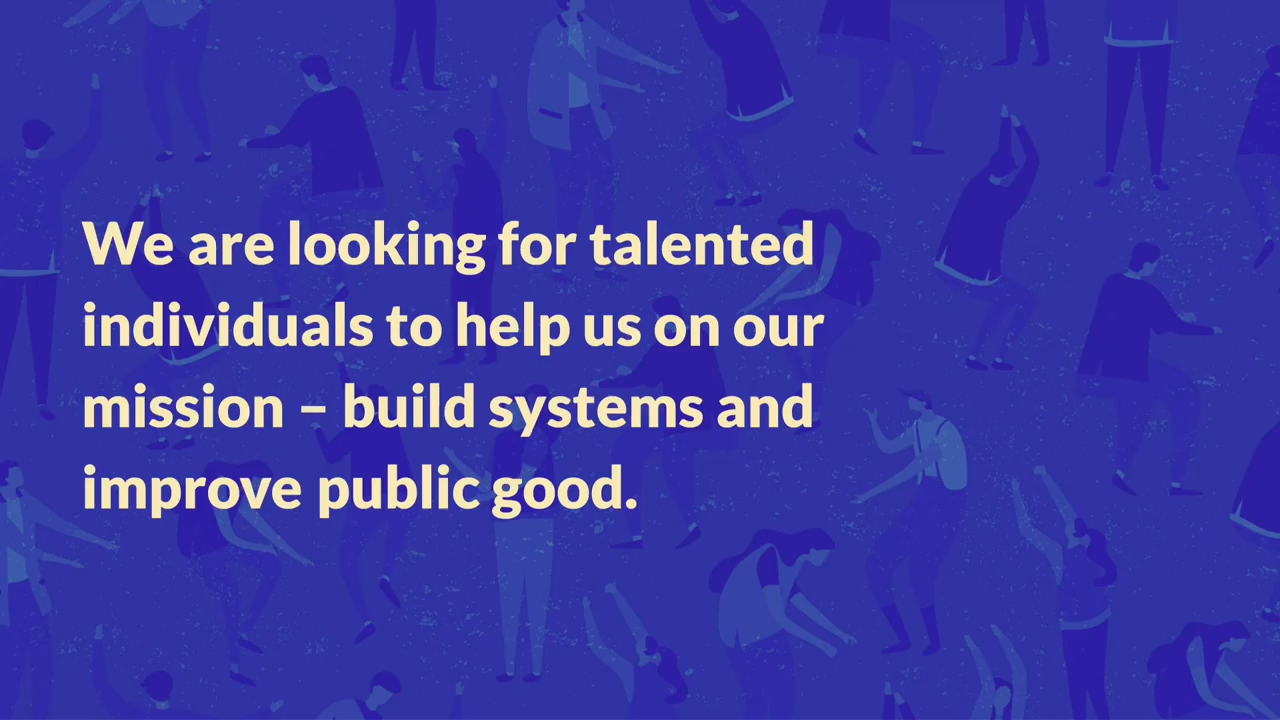 We are looking for talented
individuals to help us on our
mission – build systems and
improve public good.